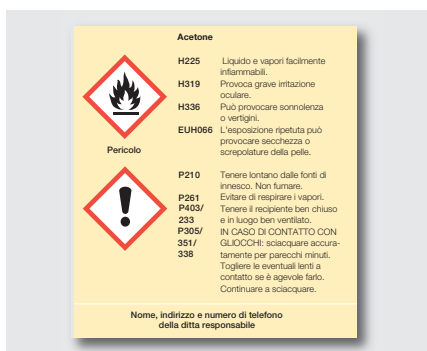 Acetone
H225 Liquido e vapori facilmente
infiammabili.
H319 Provoca grave irritazione
oculare.
H336 Può provocare sonnolenza
o vertigini.
EUH066 L'esposizione ripetuta può
provocare secchezza o
screpolature della pelle.
Pericolo
P210 Tenere lontano dalle fonti di
innesco. Non fumare.
P261 Evitare di respirare i vapori.
P403/ Tenere il recipiente ben chiuso
233 e in luogo ben ventilato.
P305/ IN CASO DI CONTATTO CON
351/ GLIOCCHI: sciacquare accura-
338 tamente per parecchi minuti.
Togliere le eventuali lenti a
contatto se è agevole farlo.
Continuare a sciacquare.
Nome, indirizzo e numero di telefono
della ditta responsabile